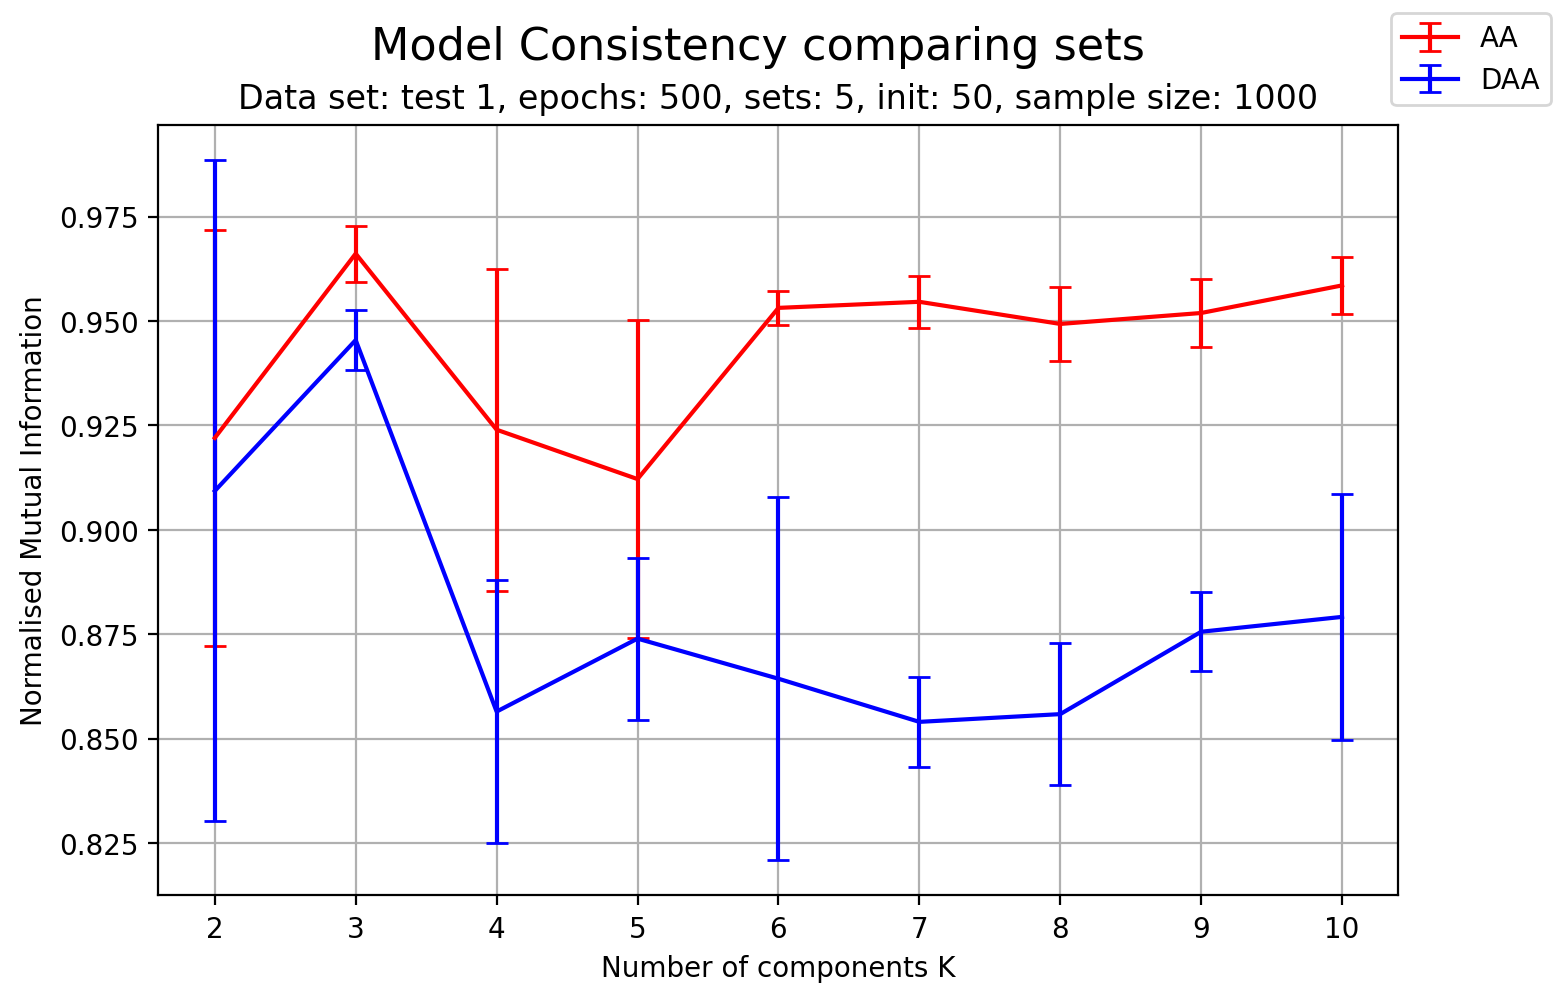 Model Consistency comparing sets
Data set: test 1, epochs: 500, sets: 5, init: 50, sample size: 1000
AA
DAA
Normalised Mutual Information
0.975
0.950
0.925
0.900
0.875
0.850
0.825
2 3 4 5 6 7 8 9 10
Number of components K